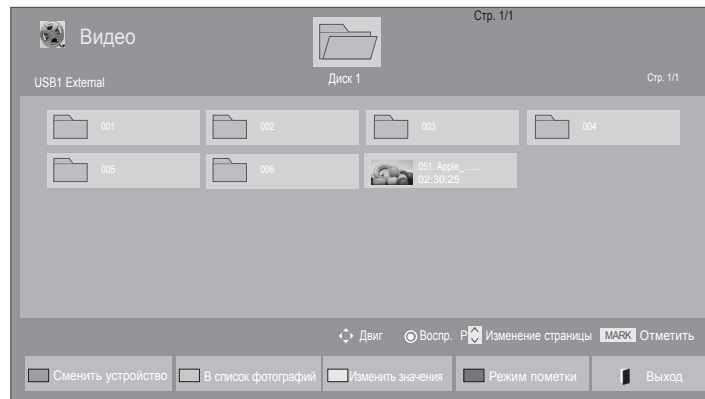 Стр. 1/1
Видео
USB1 External
Диск 1
Стр. 1/1
001
002
003
004
005
006
051. Apple_ ......
02:30:25
Двиг
Воспр.
P Изменение страницы
MARK Отметить
Сменить устройство
В список фотографий
Изменить значения
Режим пометки
Выход